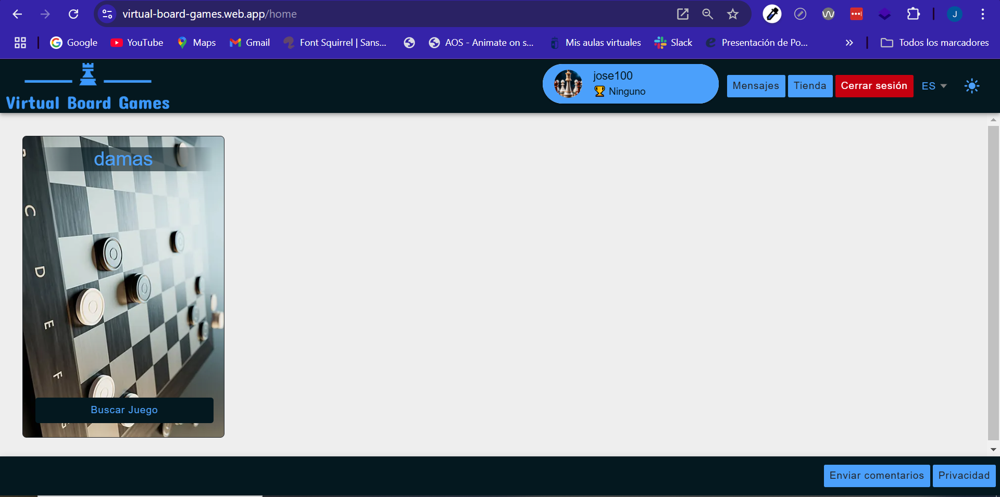 virtual-board-games.web.app/home
J
Google
YouTube
Maps
Gmail
Font Squirrel | Sans...
AOS - Animate on s...
Mis aulas virtuales
Slack
Presentación de Po...
»
Todos los marcadores
Virtual Board Games
jose100
Ninguno
Mensajes
Tienda
Cerrar sesión
ES
damas
C
D
E
F
Buscar Juego
Enviar comentarios
Privacidad